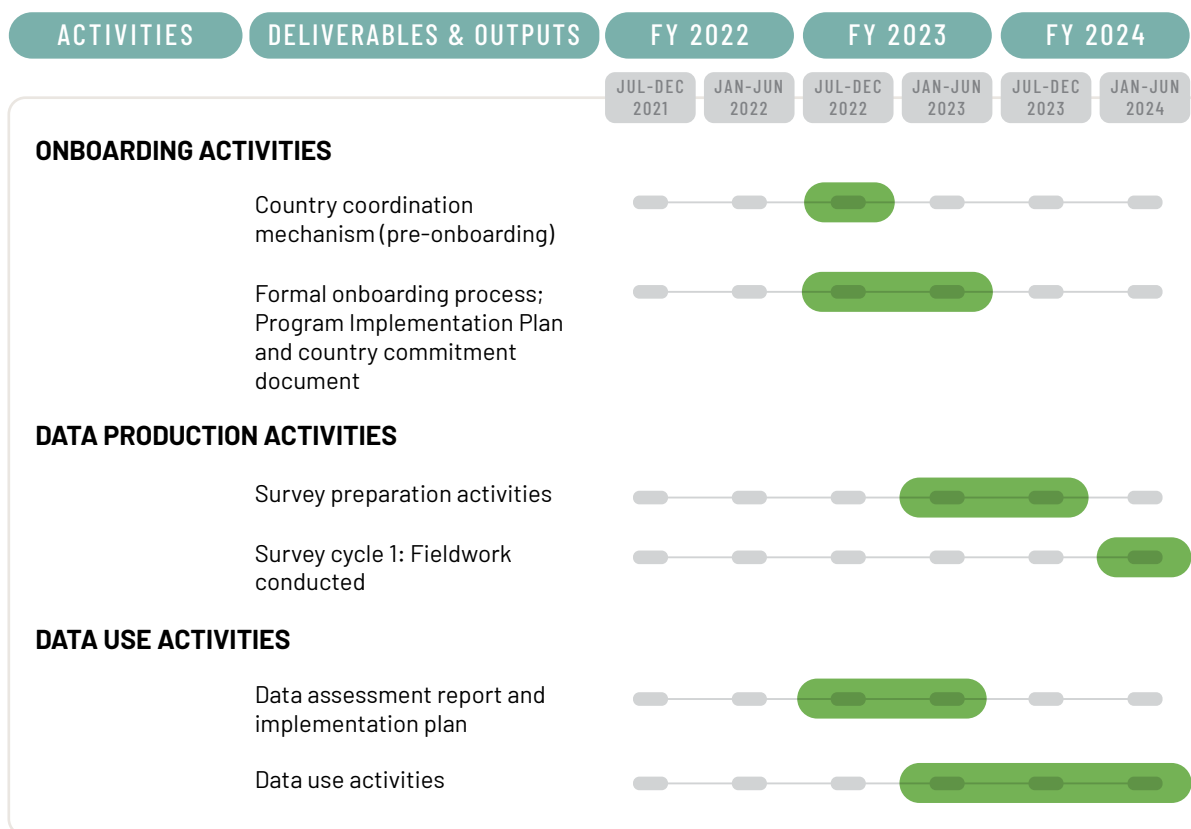 ACTIVITIES
DELIVERABLES & OUTPUTS
FY 2022
FY 2023
FY 2024
JUL-DEC
2021
JAN-JUN
2022
JUL-DEC
2022
JAN-JUN
2023
JUL-DEC
2023
JAN-JUN
2024
ONBOARDING ACTIVITIES
Country coordination
mechanism (pre-onboarding)
Formal onboarding process;
Program Implementation Plan
and country commitment
document
DATA PRODUCTION ACTIVITIES
Survey preparation activities
Survey cycle 1: Fieldwork
conducted
DATA USE ACTIVITIES
Data assessment report and
implementation plan
Data use activities